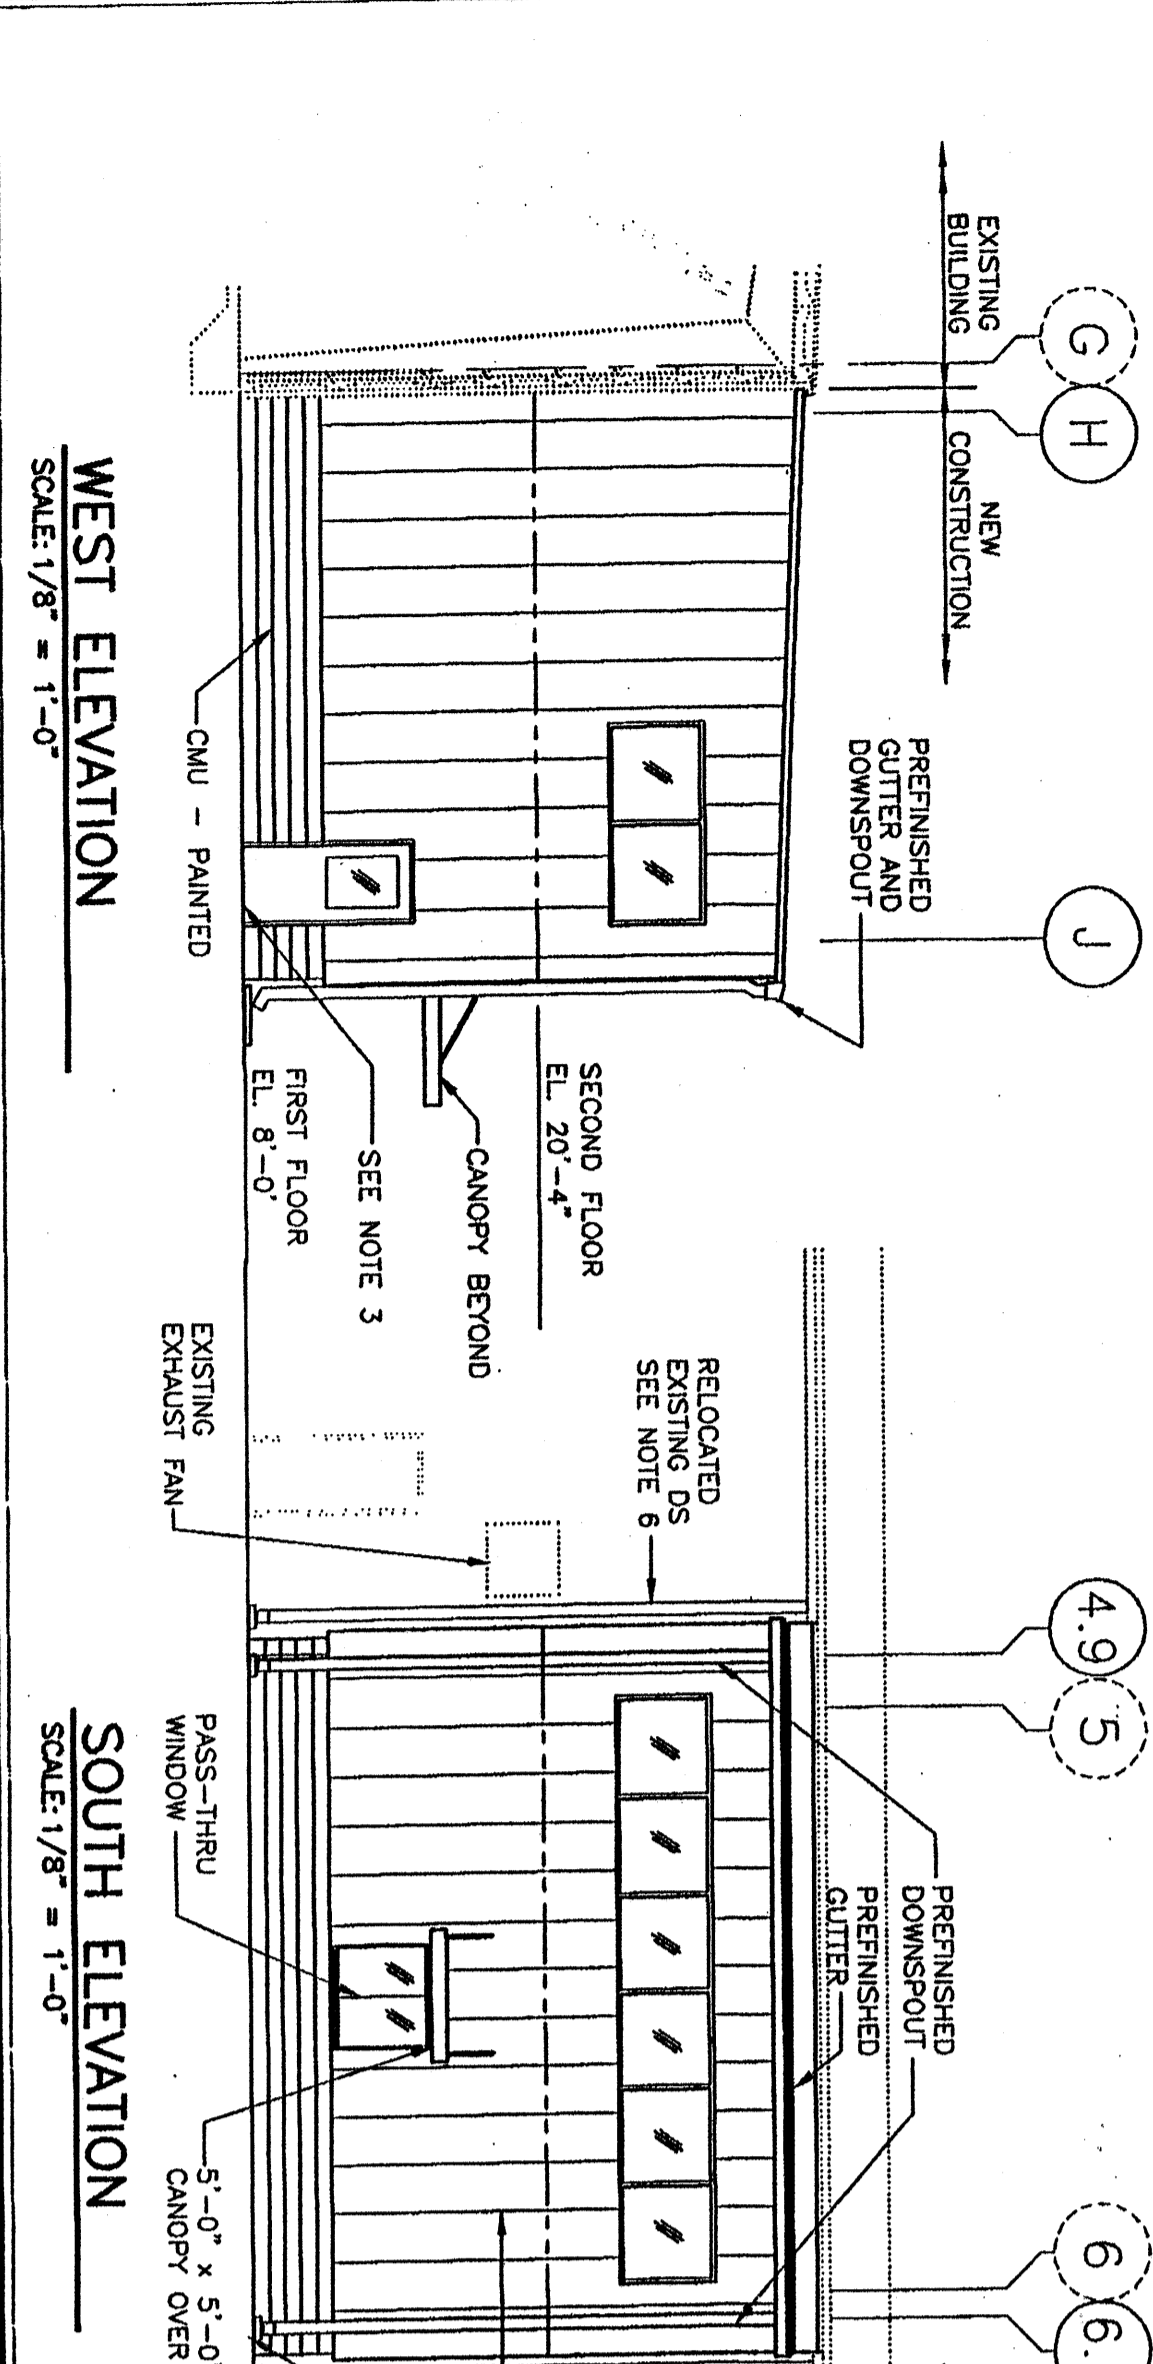 G
H
J
EXISTING
BUILDING
NEW
CONSTRUCTION
PREFINISHED
GUTTER AND
DOWNSPOUT
SECOND FLOOR
EL. 20'-4"
CANOPY BEYOND
SEE NOTE 3
FIRST FLOOR
EL. 8'-0'
CMU - PAINTED
WEST ELEVATION
SCALE: 1/8" = 1'-0"
4.9
5
6
6.
PREFINISHED
DOWNSPOUT
PREFINISHED
GUTTER
RELOCATED
EXISTING DS
SEE NOTE 6
EXISTING
EXHAUST FAN
PASS-THRU
WINDOW
5'-0" x 5'-0"
CANOPY OVER
SOUTH ELEVATION
SCALE: 1/8" = 1'-0"